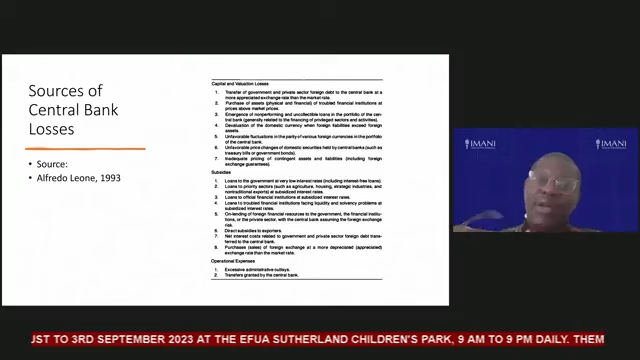 Sources of
Central Bank
Losses
• Source:
• Alfredo Leone, 1993
Capital and Valuation Losses
1. Transfer of government and private sector foreign debt to the central bank at
a more appreciated exchange rate than the market rate.
2. Purchase of assets (physical and financial) of troubled financial institutions at
prices above market prices.
3. Emergence of nonperforming and uncollectible loans in the portfolio of the cen-
tral bank (generally related to the financing of privileged sectors and activities).
4. Devaluation of the domestic currency when foreign liabilities exceed foreign
assets.
5. Unfavorable fluctuations in the parity of various foreign currencies in the portfolio
of the central bank.
6. Unfavorable price changes of domestic securities held by central banks (such as
treasury bills or government bonds).
7. Inadequate pricing of contingent assets and liabilities (including foreign
exchange guarantees).
Subsidies
1. Loans to the government at very low interest rates (including interest-free loans).
2. Loans to priority sectors (such as agriculture, housing, strategic industries, and
nontraditional exports) at subsidized interest rates.
3. Loans to official financial institutions at subsidized interest rates.
4. Loans to troubled financial institutions facing liquidity and solvency problems at
subsidized interest rates.
5. On-lending of foreign financial resources to the government, the financial institu-
tions, or the private sector, with the central bank assuming the foreign exchange
risk.
6. Direct subsidies to exporters.
7. Net interest costs related to government and private sector foreign debt trans-
ferred to the central bank.
8. Purchases (sales) of foreign exchange at a more depreciated (appreciated)
exchange rate than the market rate.
Operational Expenses
1. Excessive administrative outlays.
2. Transfers granted by the central bank.
IMANI
IMANI
UST TO 3RD SEPTEMBER 2023 AT THE EFUA SUTHERLAND CHILDREN'S PARK, 9 AM TO 9 PM DAILY. THEM